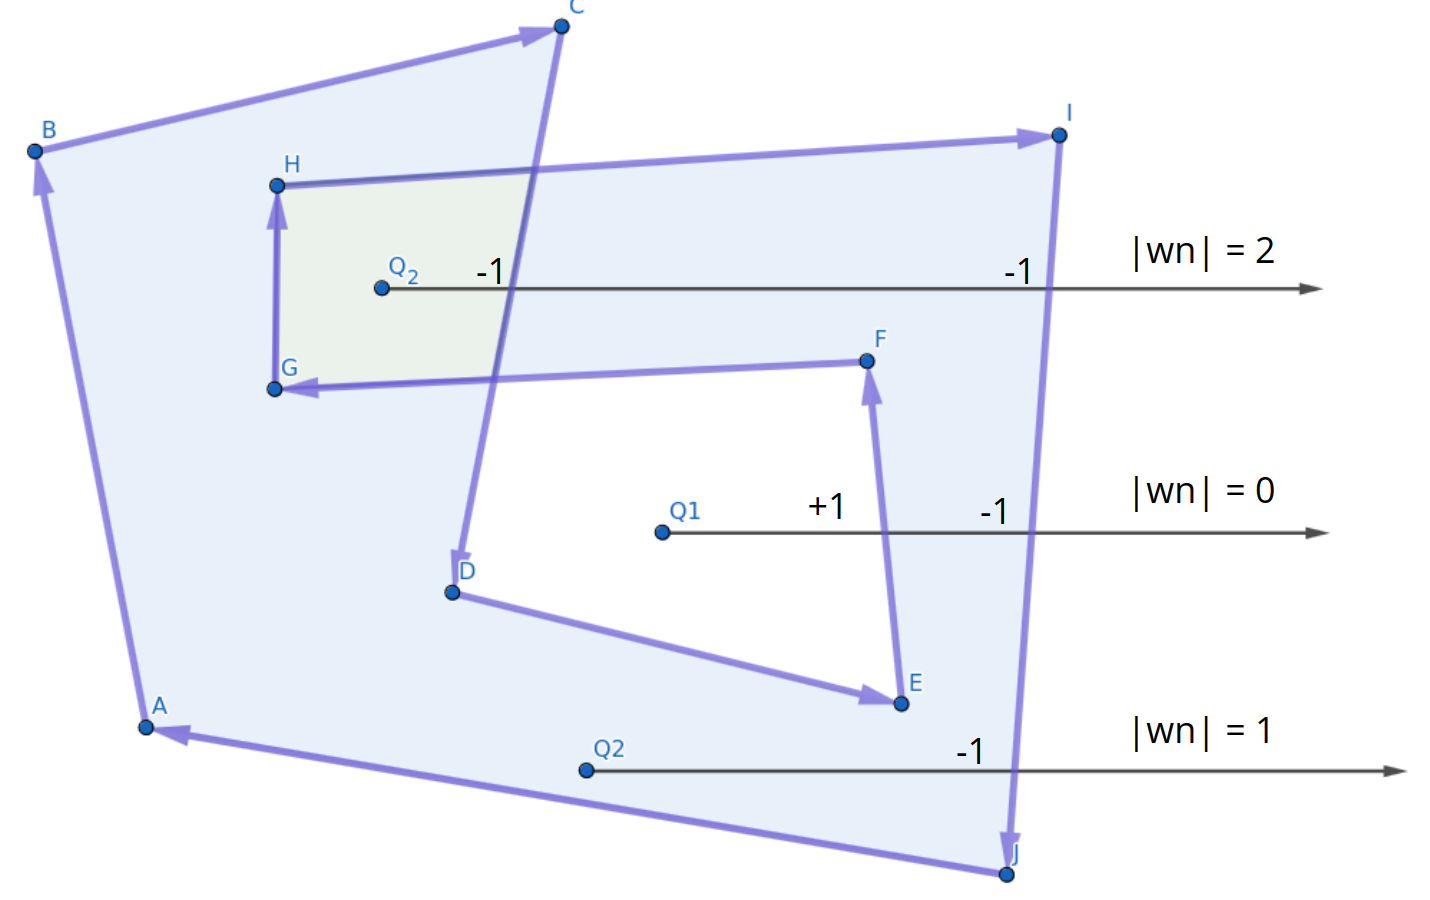 C
B
I
H
|wn| = 2
Q₂
-1
-1
F
G
|wn| = 0
Q1
+1
-1
D
E
A
|wn| = 1
Q2
-1
J